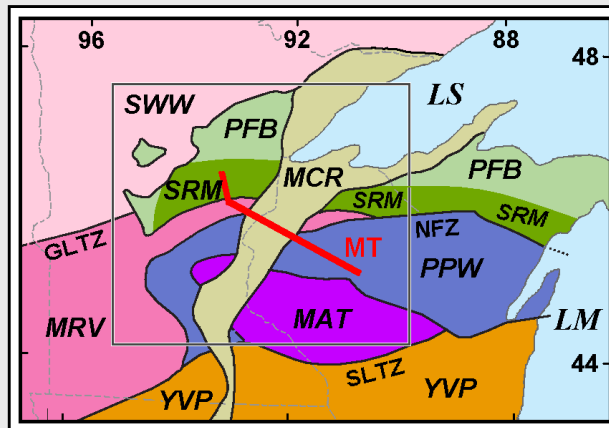 96 92 88
48
SWW LS
PFB
PFB
SRM MCR
SRM
SRM
GLTZ
NFZ
MT
PPW
MRV
MAT
LM
SLTZ
44
YVP YVP